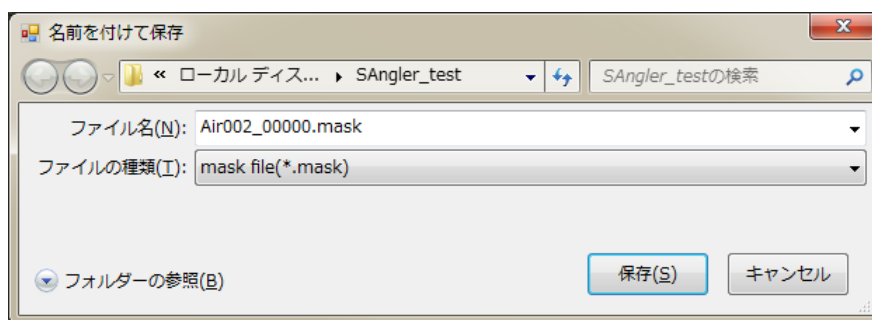 名前を付けて保存
« ローカル ディス... ▸ SAngler_test SAngler_testの検索
ファイル名(N): Air002_00000.mask
ファイルの種類(T): mask file(*.mask)
フォルダーの参照(B) 保存(S) キャンセル